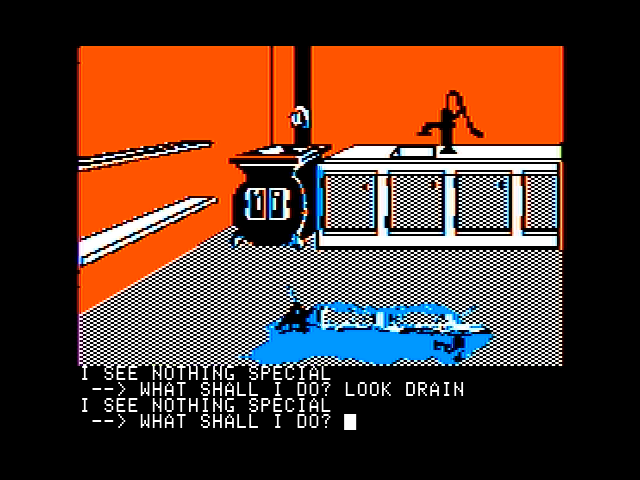 I SEE NOTHING SPECIAL
--> WHAT SHALL I DO? LOOK DRAIN
I SEE NOTHING SPECIAL
--> WHAT SHALL I DO?